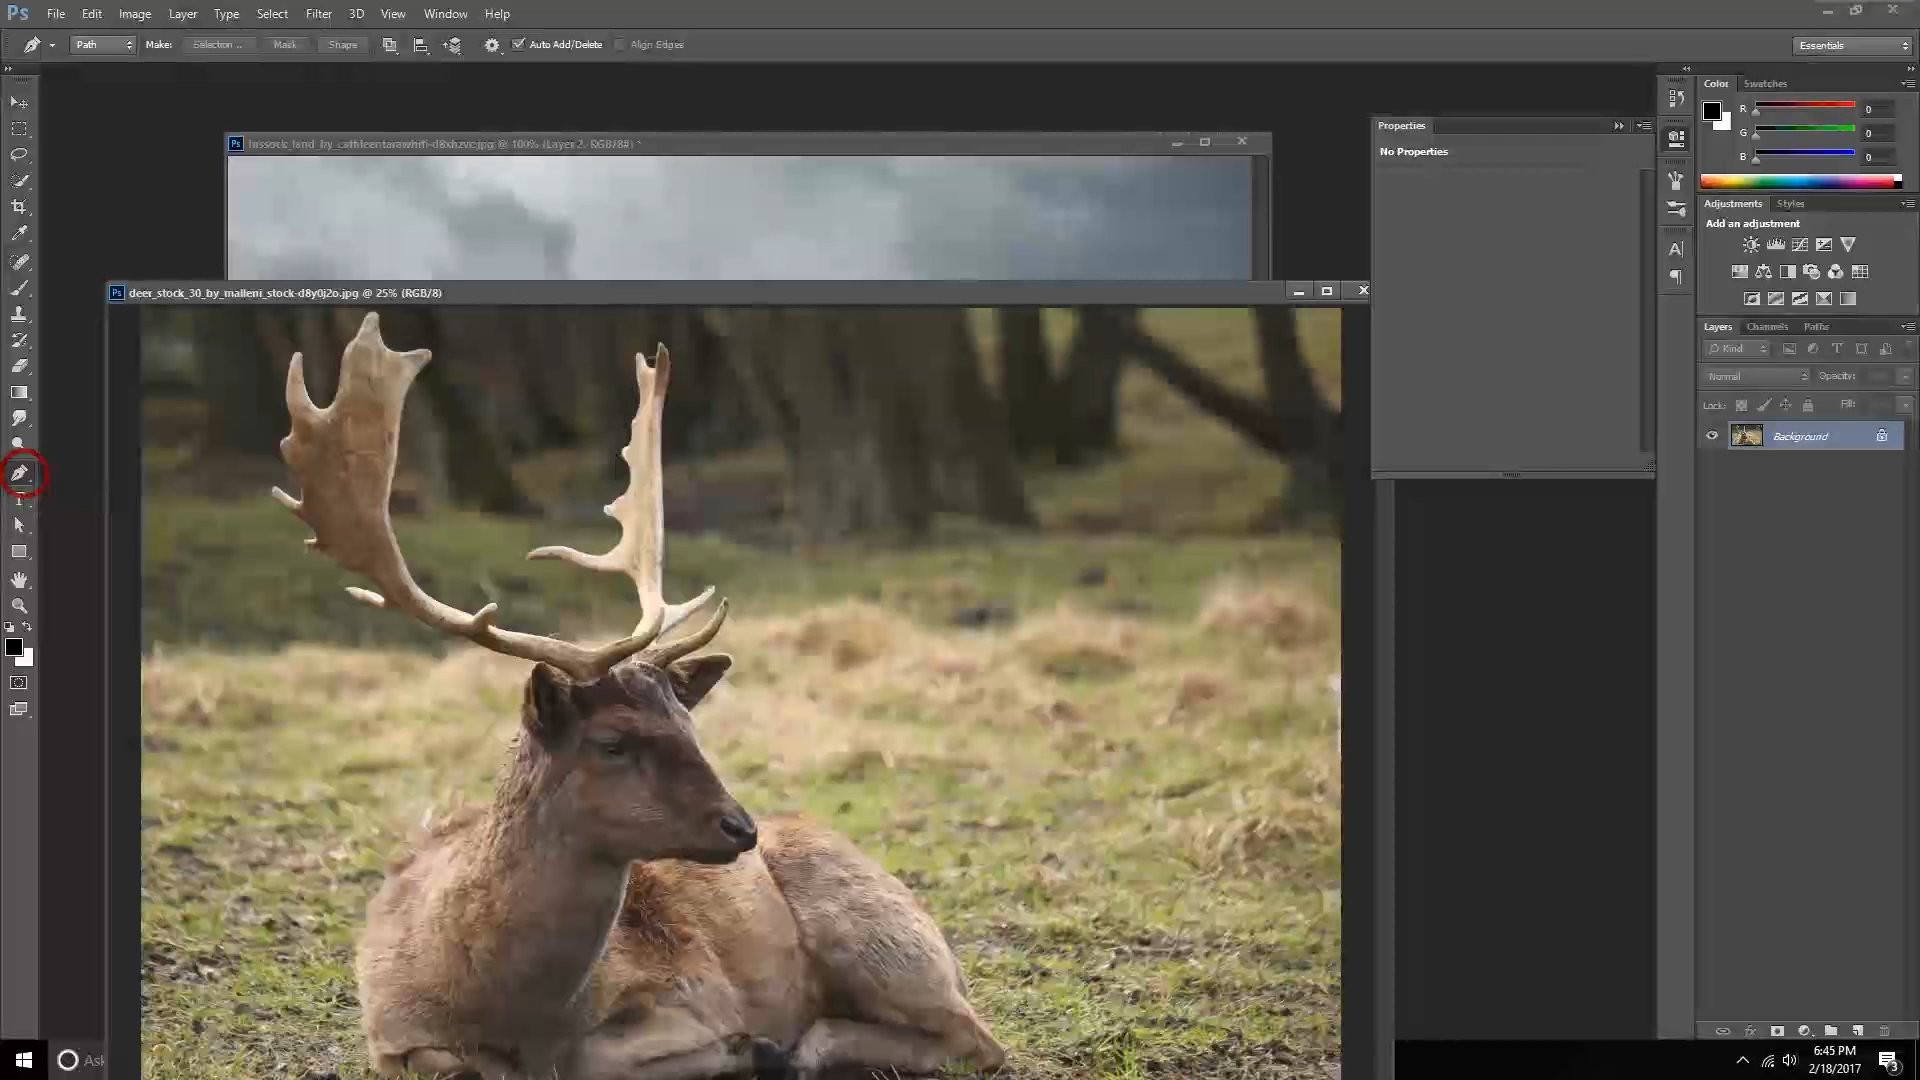 Ps File Edit Image Layer Type Select Filter 3D View Window Help
Path Make: Selection... Mask Shape Auto Add/Delete Align Edges Essentials
Color Swatches
R 0
G 0
B 0
Properties
No Properties
@ 100% (Layer 2, RGB/8#) *
Adjustments Styles
Add an adjustment
Ps deer_stock_30_by_malleni_stock-d8y0j2o.jpg @ 25% (RGB/8)
Layers Channels Paths
Kind
Normal Opacity:
Lock: Fill:
Background
Ask
6:45 PM
2/18/2017
3